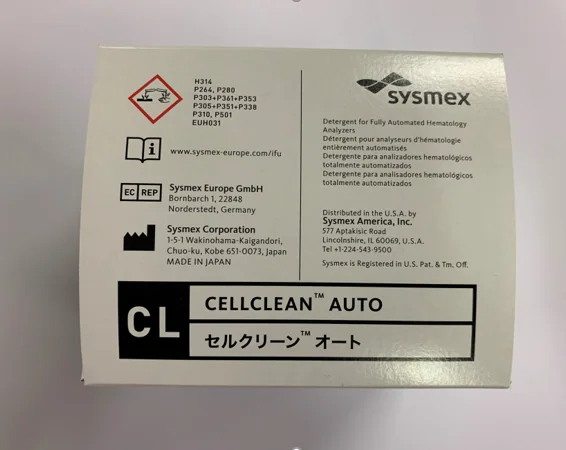 H314
P264, P280
P303+P361+P353
P305+P351+P338
P310, P501
EUH031
i
www.sysmex-europe.com/ifu
EC REP
Sysmex Europe GmbH
Bornbarch 1, 22848
Norderstedt, Germany
Sysmex Corporation
1-5-1 Wakinohama-Kaigandori,
Chuo-ku, Kobe 651-0073, Japan
MADE IN JAPAN
sysmex
Detergent for Fully Automated Hematology
Analyzers
Détergent pour analyseurs d'hématologie
entièrement automatisés
Detergente para analizadores hematológicos
totalmente automatizados
Detergente para analisadores hematológicos
totalmente automatizados
Distributed in the U.S.A. by
Sysmex America, Inc.
577 Aptakisic Road
Lincolnshire, IL 60069, U.S.A.
Tel +1-224-543-9500
Sysmex is Registered in U.S. Pat. & Tm. Off.
CL
CELLCLEAN™ AUTO
セルクリーン™ オート